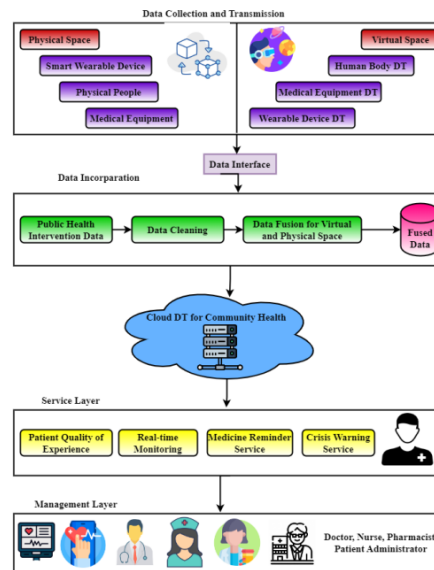 Data Collection and Transmission
Physical Space
Virtual Space
Smart Wearable Device
Human Body DT
Physical People
Medical Equipment DT
Medical Equipment
Wearable Device DT
Data Interface
Data Incorparation
Public Health
Intervention Data
Data Cleaning
Data Fusion for Virtual
and Physical Space
Fused
Data
Cloud DT for Community Health
Service Layer
Patient Quality of
Experience
Real-time
Monitoring
Medicine Reminder
Service
Crisis Warning
Service
Management Layer
Doctor, Nurse, Pharmacist
Patient Administrator